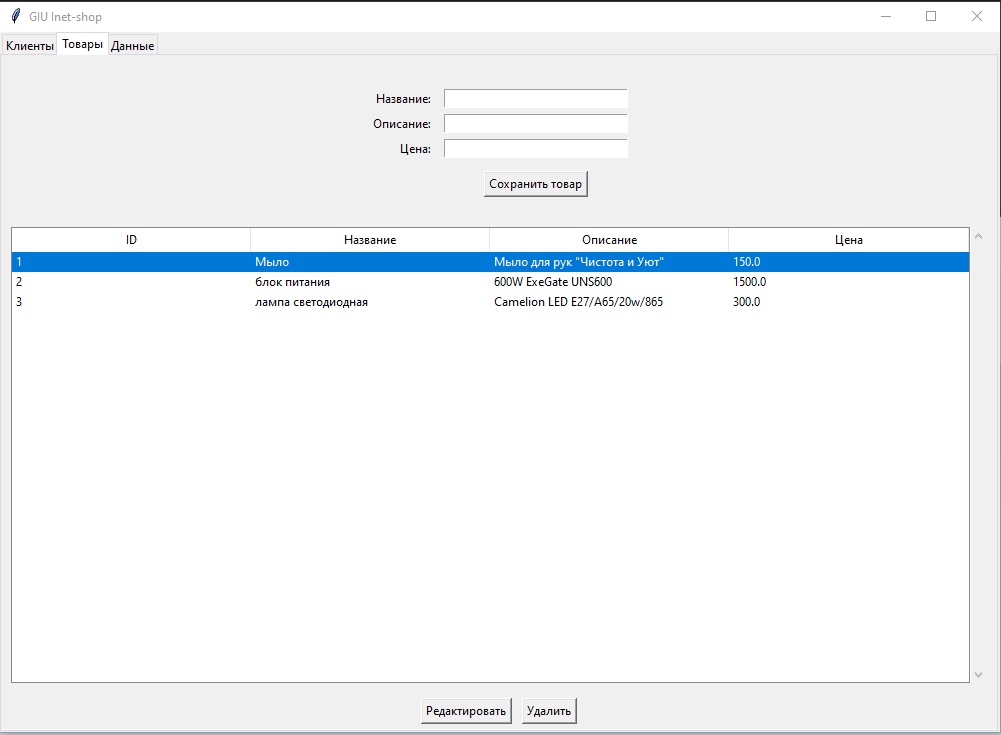 GIU Inet-shop
Клиенты Товары Данные
Название:
Описание:
Цена:
Сохранить товар
ID Название Описание Цена
1 Мыло Мыло для рук "Чистота и Уют" 150.0
2 блок питания 600W ExeGate UNS600 1500.0
3 лампа светодиодная Camelion LED E27/A65/20w/865 300.0
Редактировать Удалить